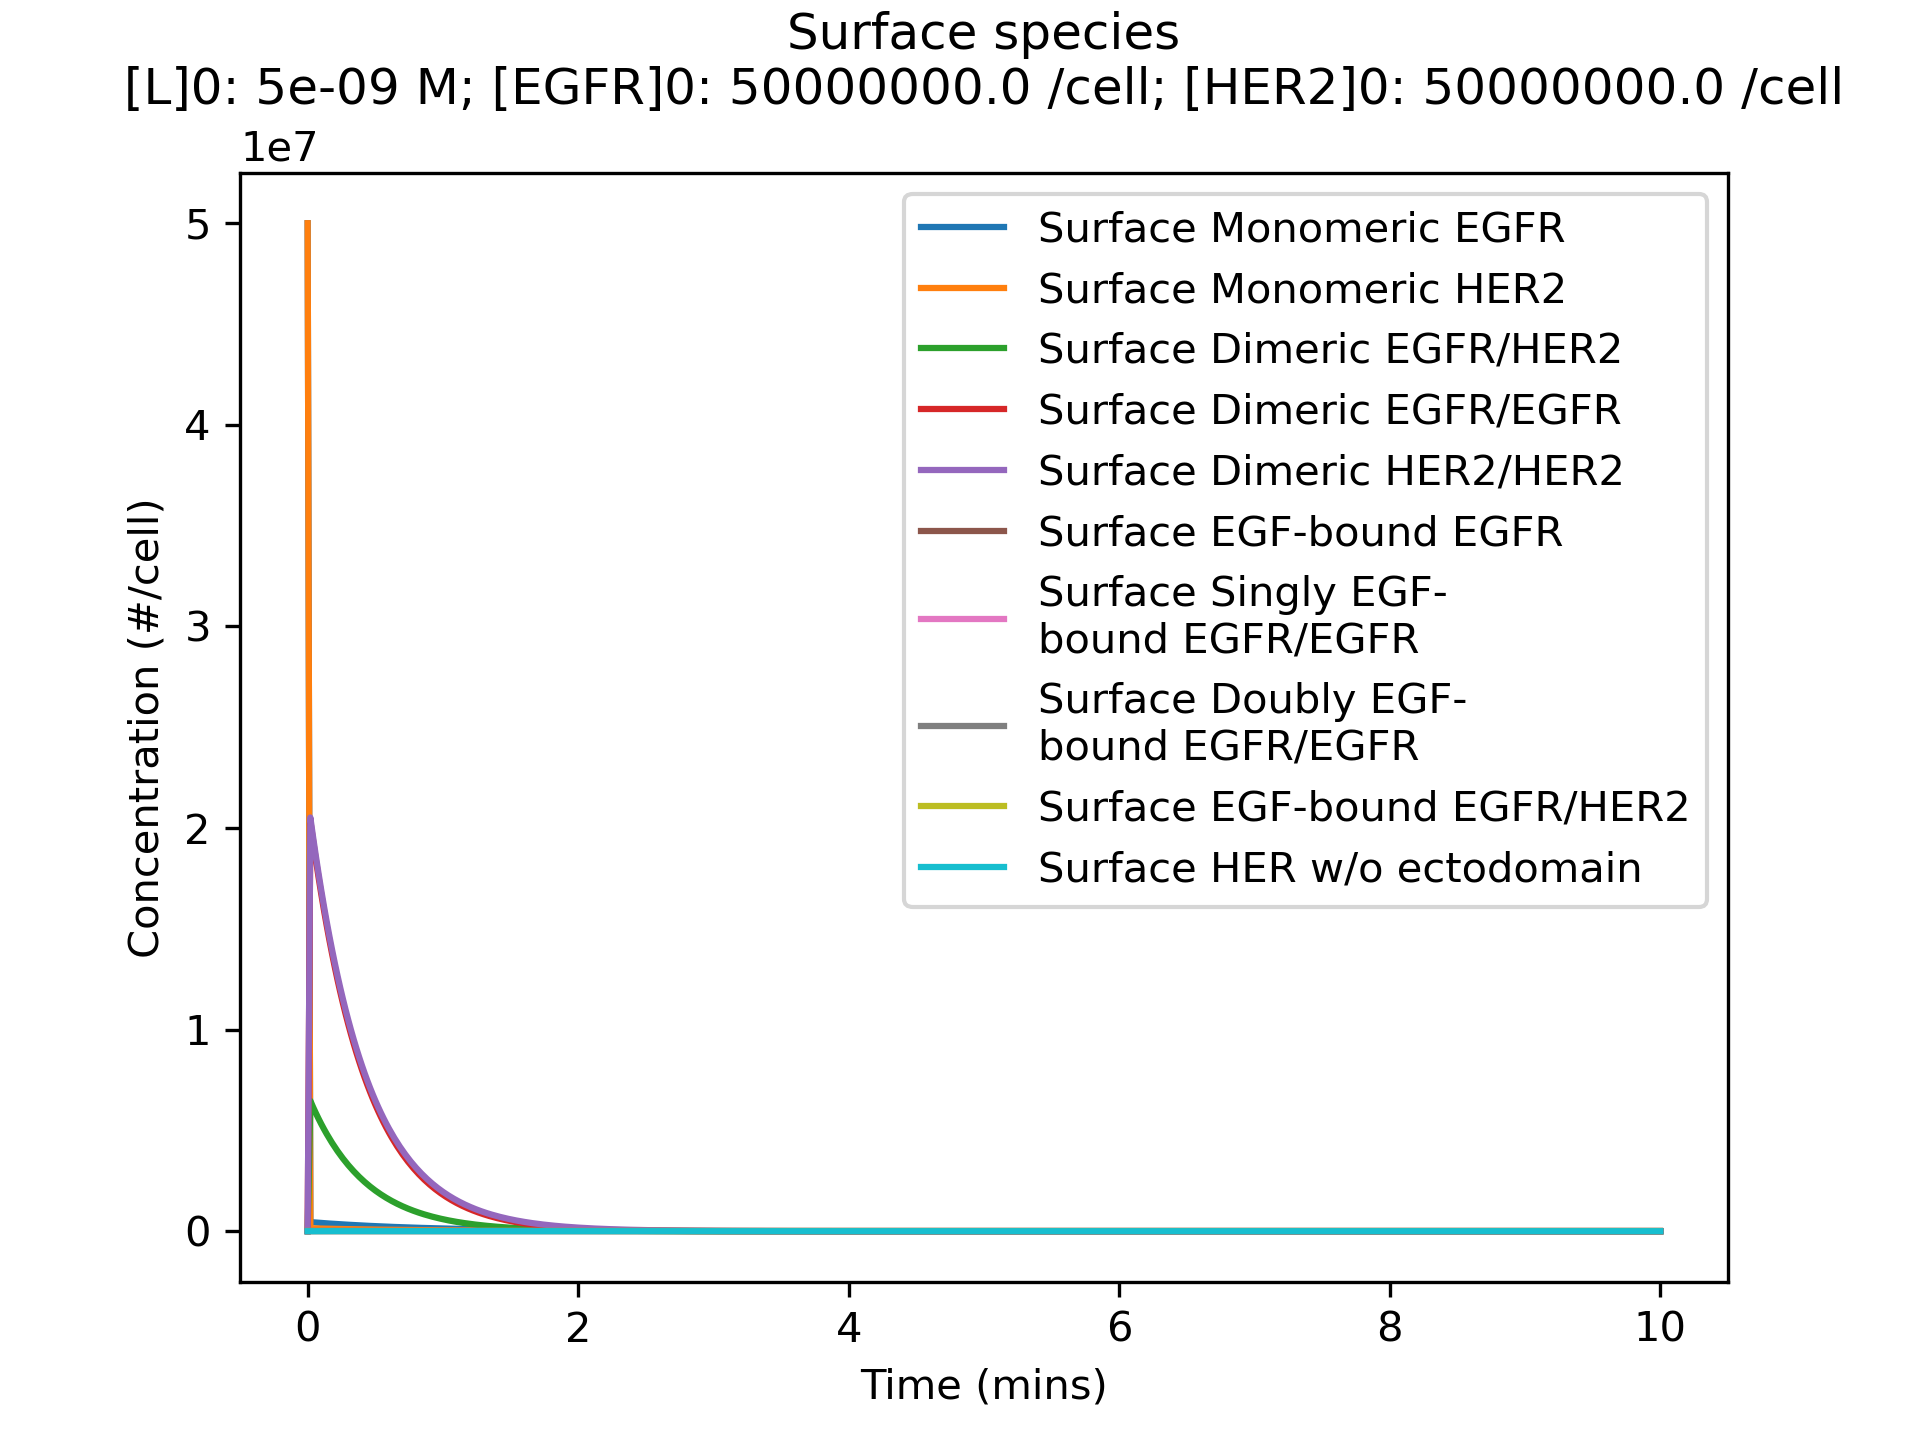 Surface species
[L]0: 5e-09 M; [EGFR]0: 50000000.0 /cell; [HER2]0: 50000000.0 /cell
1e7
5
4
3
2
1
0
Concentration (#/cell)
Surface Monomeric EGFR
Surface Monomeric HER2
Surface Dimeric EGFR/HER2
Surface Dimeric EGFR/EGFR
Surface Dimeric HER2/HER2
Surface EGF-bound EGFR
Surface Singly EGF-
bound EGFR/EGFR
Surface Doubly EGF-
bound EGFR/EGFR
Surface EGF-bound EGFR/HER2
Surface HER w/o ectodomain
0 2 4 6 8 10
Time (mins)